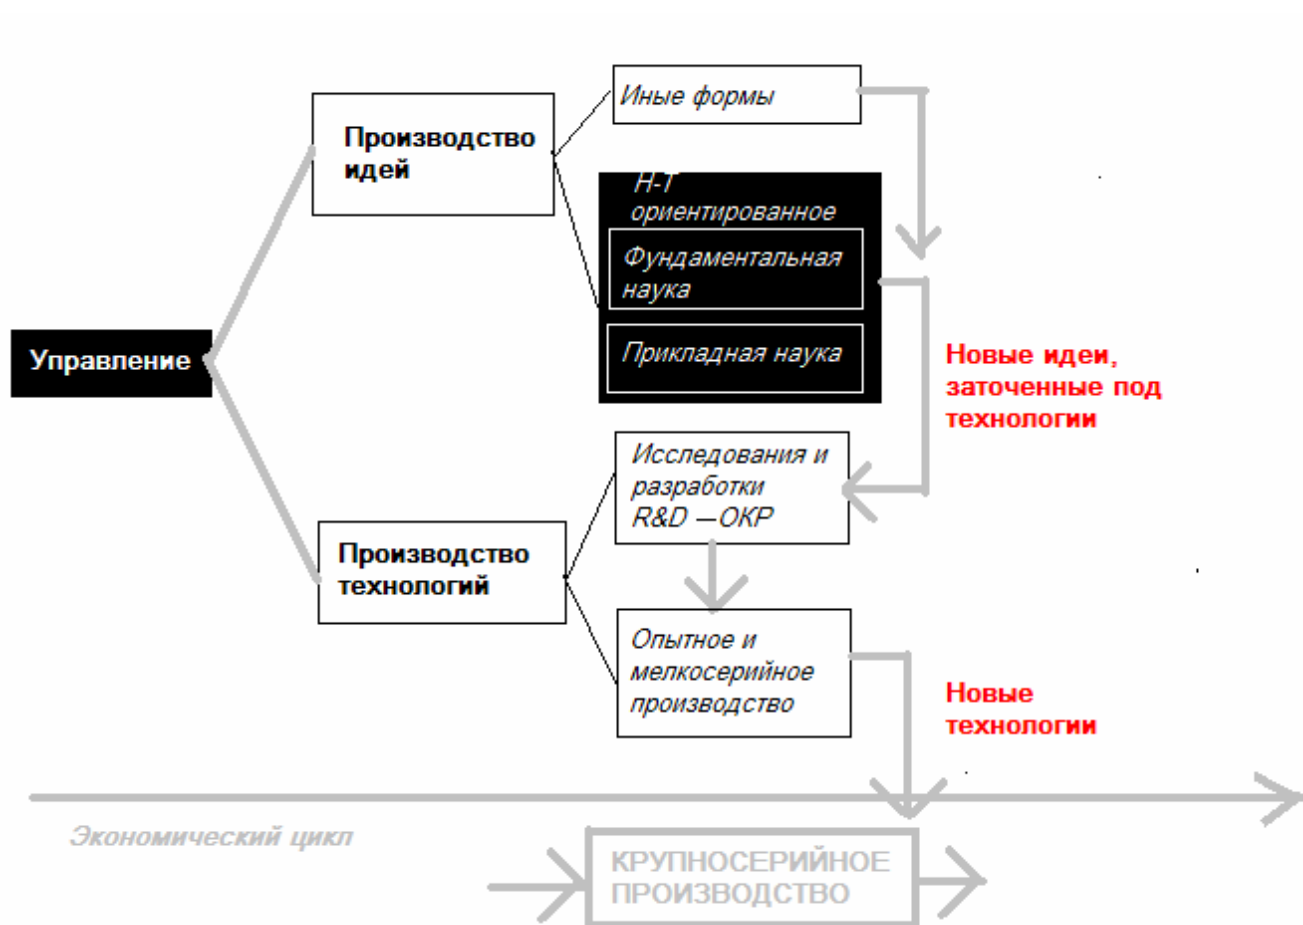 Иные формы
Производство
идей
Н-Т
ориентированное
Фундаментальная
наука
Прикладная наука
Управление
Новые идеи,
заточенные под
технологии
Исследования и
разработки
R&D —ОКР
Производство
технологий
Опытное и
мелкосерийное
производство
Новые
технологии
Экономический цикл
КРУПНОСЕРИЙНОЕ
ПРОИЗВОДСТВО